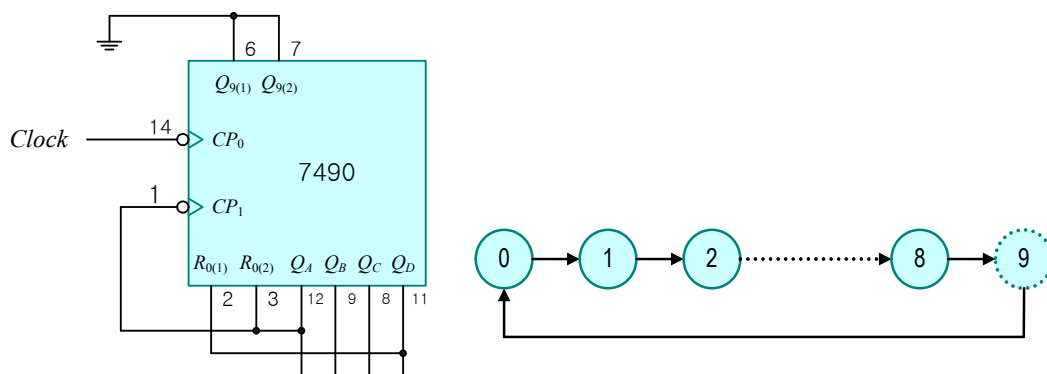 6 7
Q9(1) Q9(2)
Clock 14 CP0
7490
1 CP1
R0(1) R0(2) QA QB QC QD
2 3 12 9 8 11
0 1 2 8 9